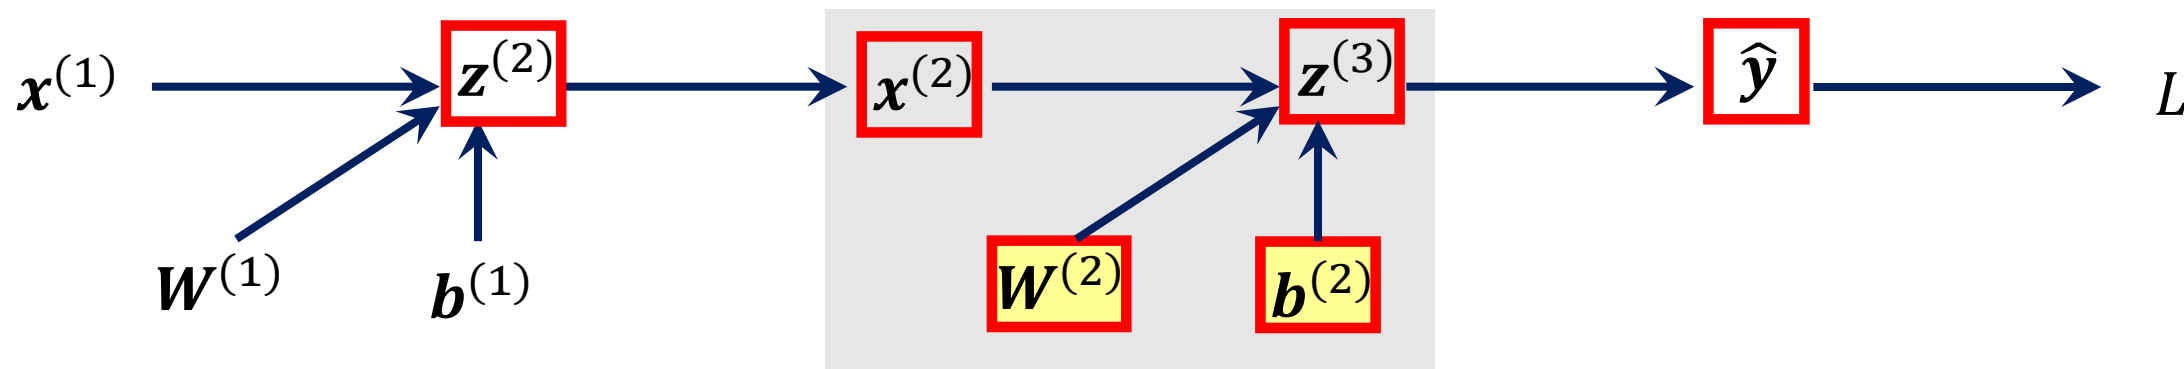 x^(1) z^(2) x^(2) z^(3) ŷ L
W^(1) b^(1) W^(2) b^(2)